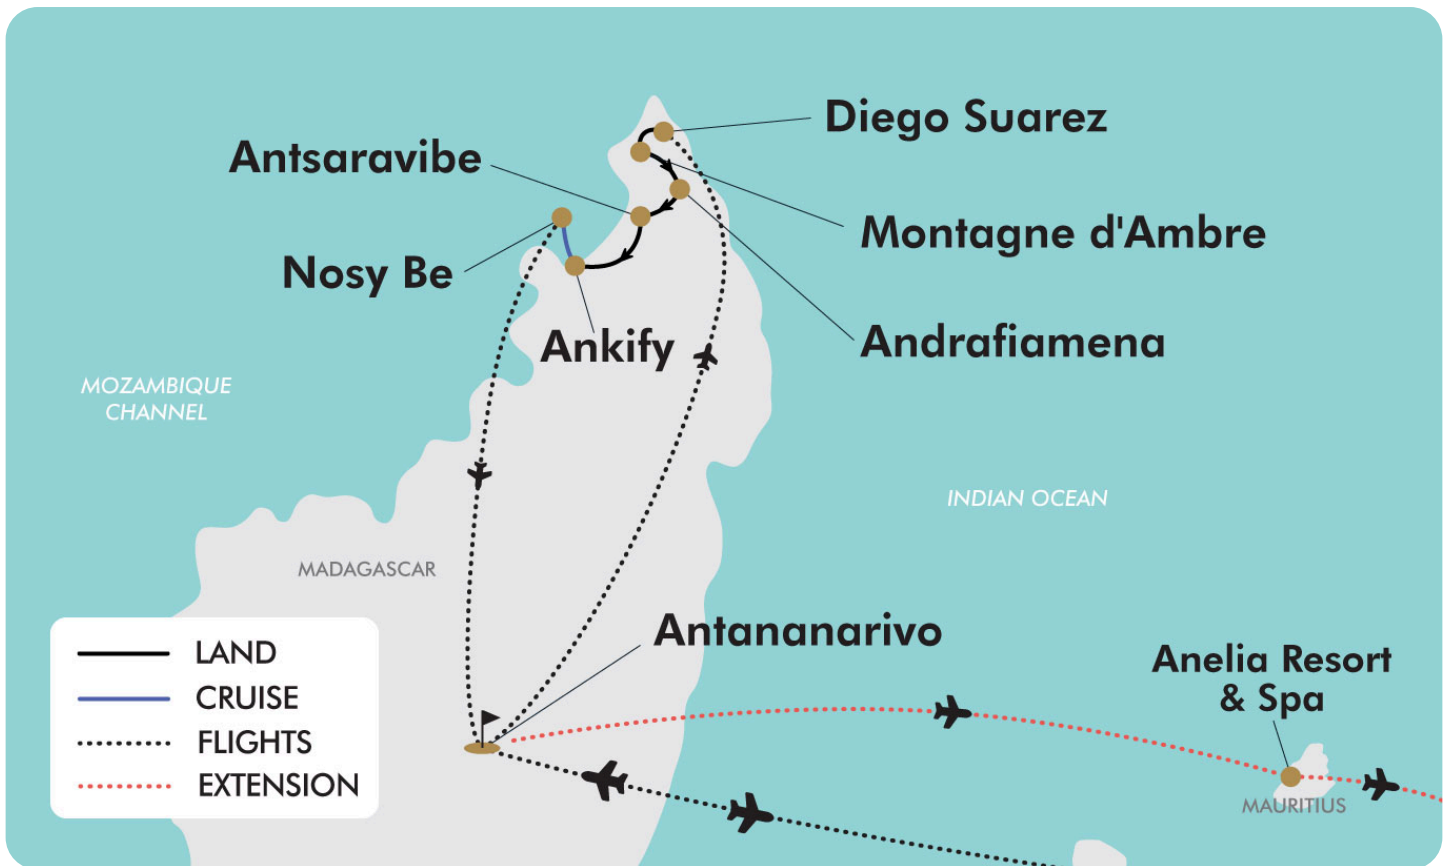 Diego Suarez
Antsaravibe
Montagne d'Ambre
Nosy Be
Ankify
Andrafiamena
MOZAMBIQUE
CHANNEL
INDIAN OCEAN
MADAGASCAR
Antananarivo
LAND
CRUISE
FLIGHTS
EXTENSION
Anelia Resort
& Spa
MAURITIUS